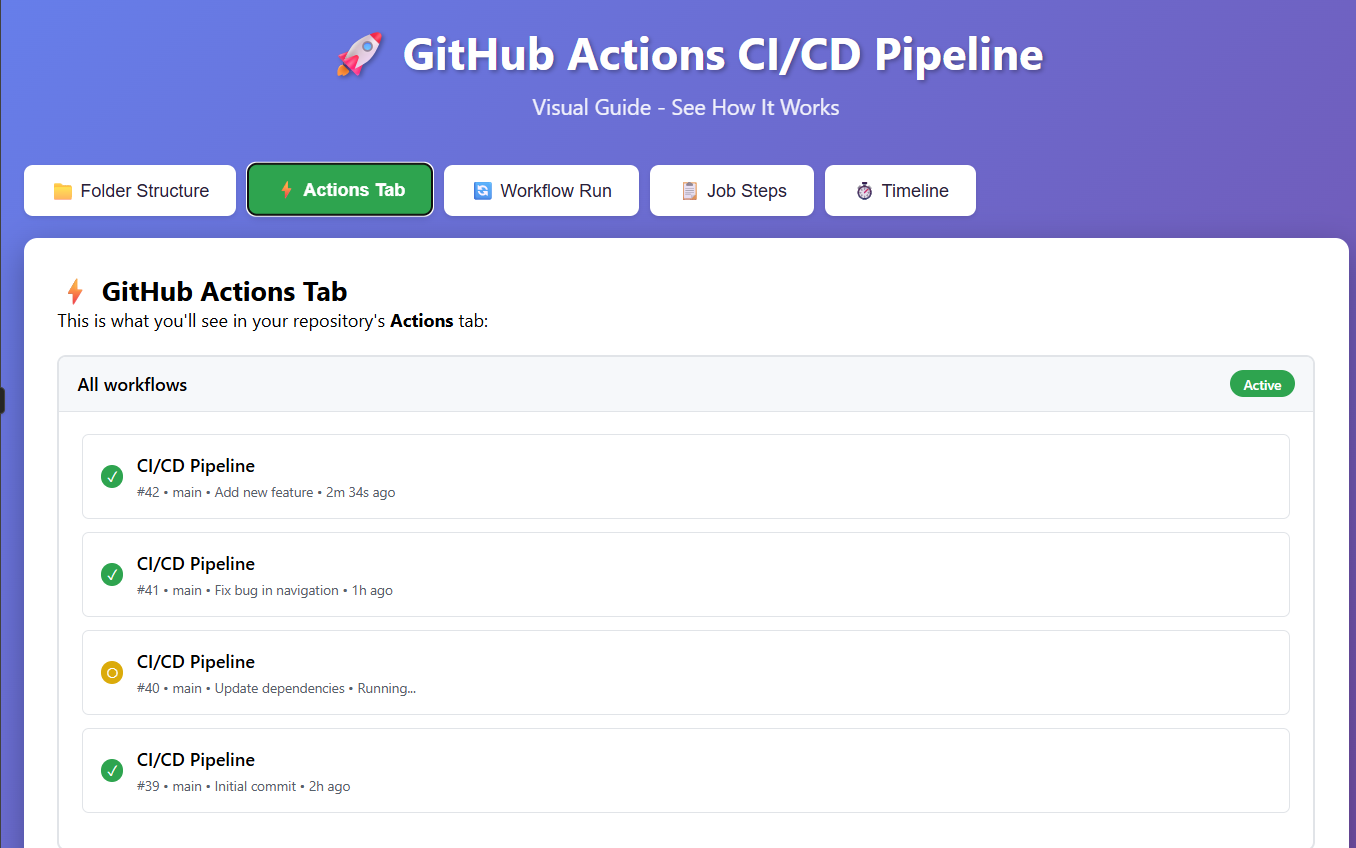 🚀 GitHub Actions CI/CD Pipeline
Visual Guide - See How It Works
📁 Folder Structure
⚡ Actions Tab
🔄 Workflow Run
📋 Job Steps
⏱️ Timeline
⚡ GitHub Actions Tab
This is what you'll see in your repository's Actions tab:
All workflows
Active
✓
CI/CD Pipeline
#42 • main • Add new feature • 2m 34s ago
✓
CI/CD Pipeline
#41 • main • Fix bug in navigation • 1h ago
○
CI/CD Pipeline
#40 • main • Update dependencies • Running...
✓
CI/CD Pipeline
#39 • main • Initial commit • 2h ago